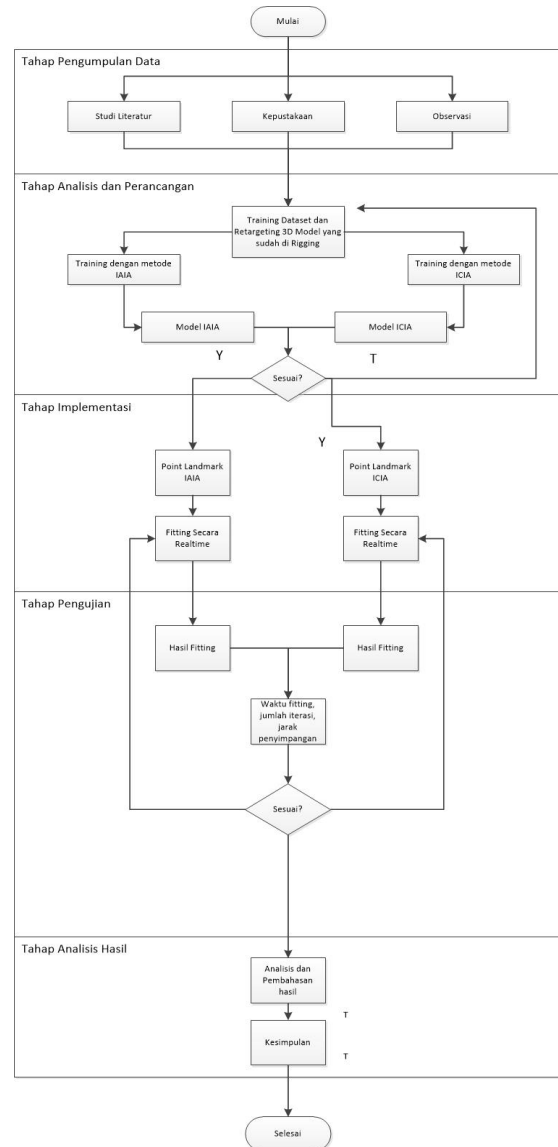 Mulai
Tahap Pengumpulan Data
Studi Literatur
Kepustakaan
Observasi
Tahap Analisis dan Perancangan
Training Dataset dan
Retargeting 3D Model yang
sudah di Rigging
Training dengan metode
IAIA
Training dengan metode
ICIA
Model IAIA
Model ICIA
Y
T
Sesuai?
Tahap Implementasi
Y
Point Landmark
IAIA
Point Landmark
ICIA
Fitting Secara
Realtime
Fitting Secara
Realtime
Tahap Pengujian
Hasil Fitting
Hasil Fitting
Waktu fitting,
jumlah iterasi,
jarak
penyimpangan
Sesuai?
Tahap Analisis Hasil
Analisis dan
Pembahasan
hasil
T
Kesimpulan
T
Selesai